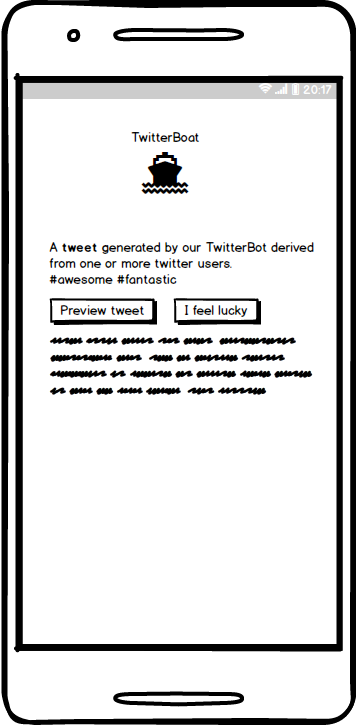 20:17
TwitterBoat
A tweet generated by our TwitterBot derived
from one or more twitter users.
#awesome #fantastic
Preview tweet I feel lucky